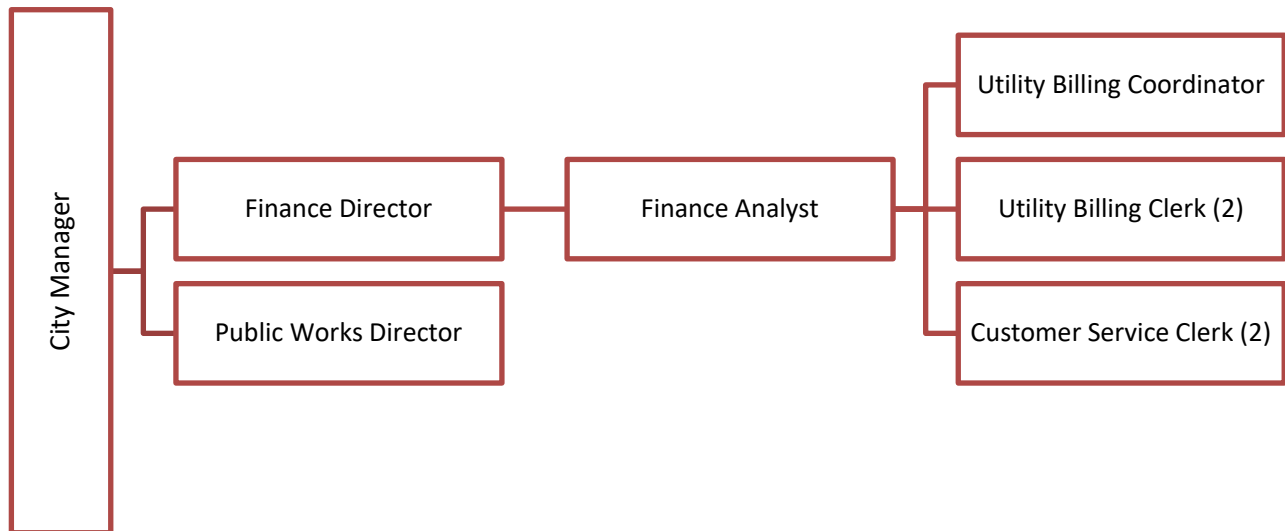 City Manager
Finance Director
Public Works Director
Finance Analyst
Utility Billing Coordinator
Utility Billing Clerk (2)
Customer Service Clerk (2)